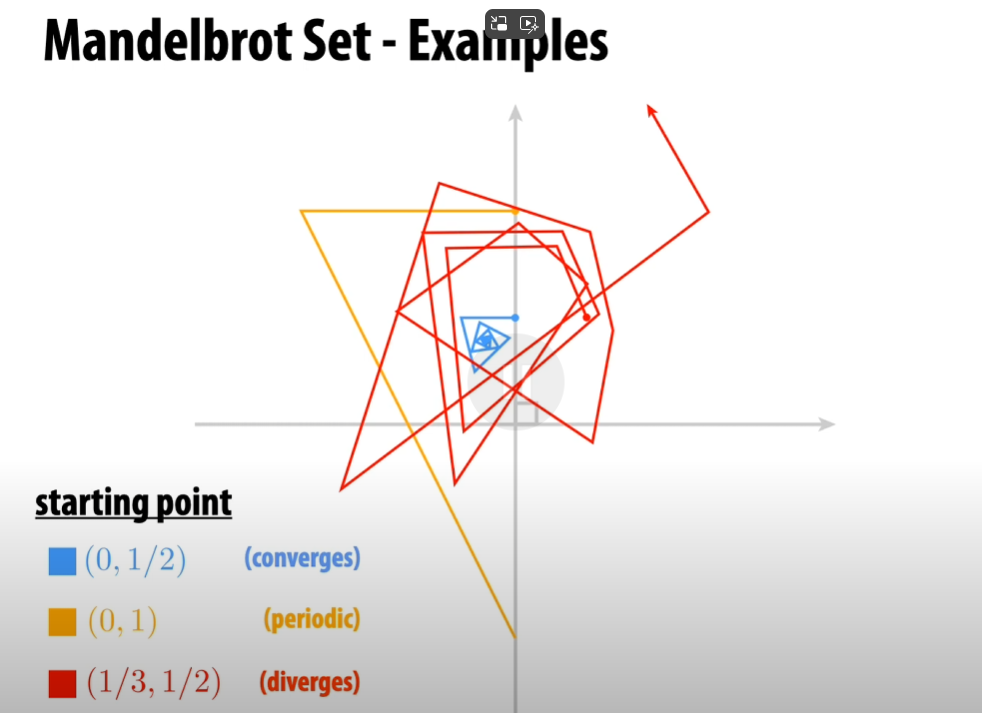 Mandelbrot Set - Examples
starting point
(0, 1/2) (converges)
(0, 1) (periodic)
(1/3, 1/2) (diverges)